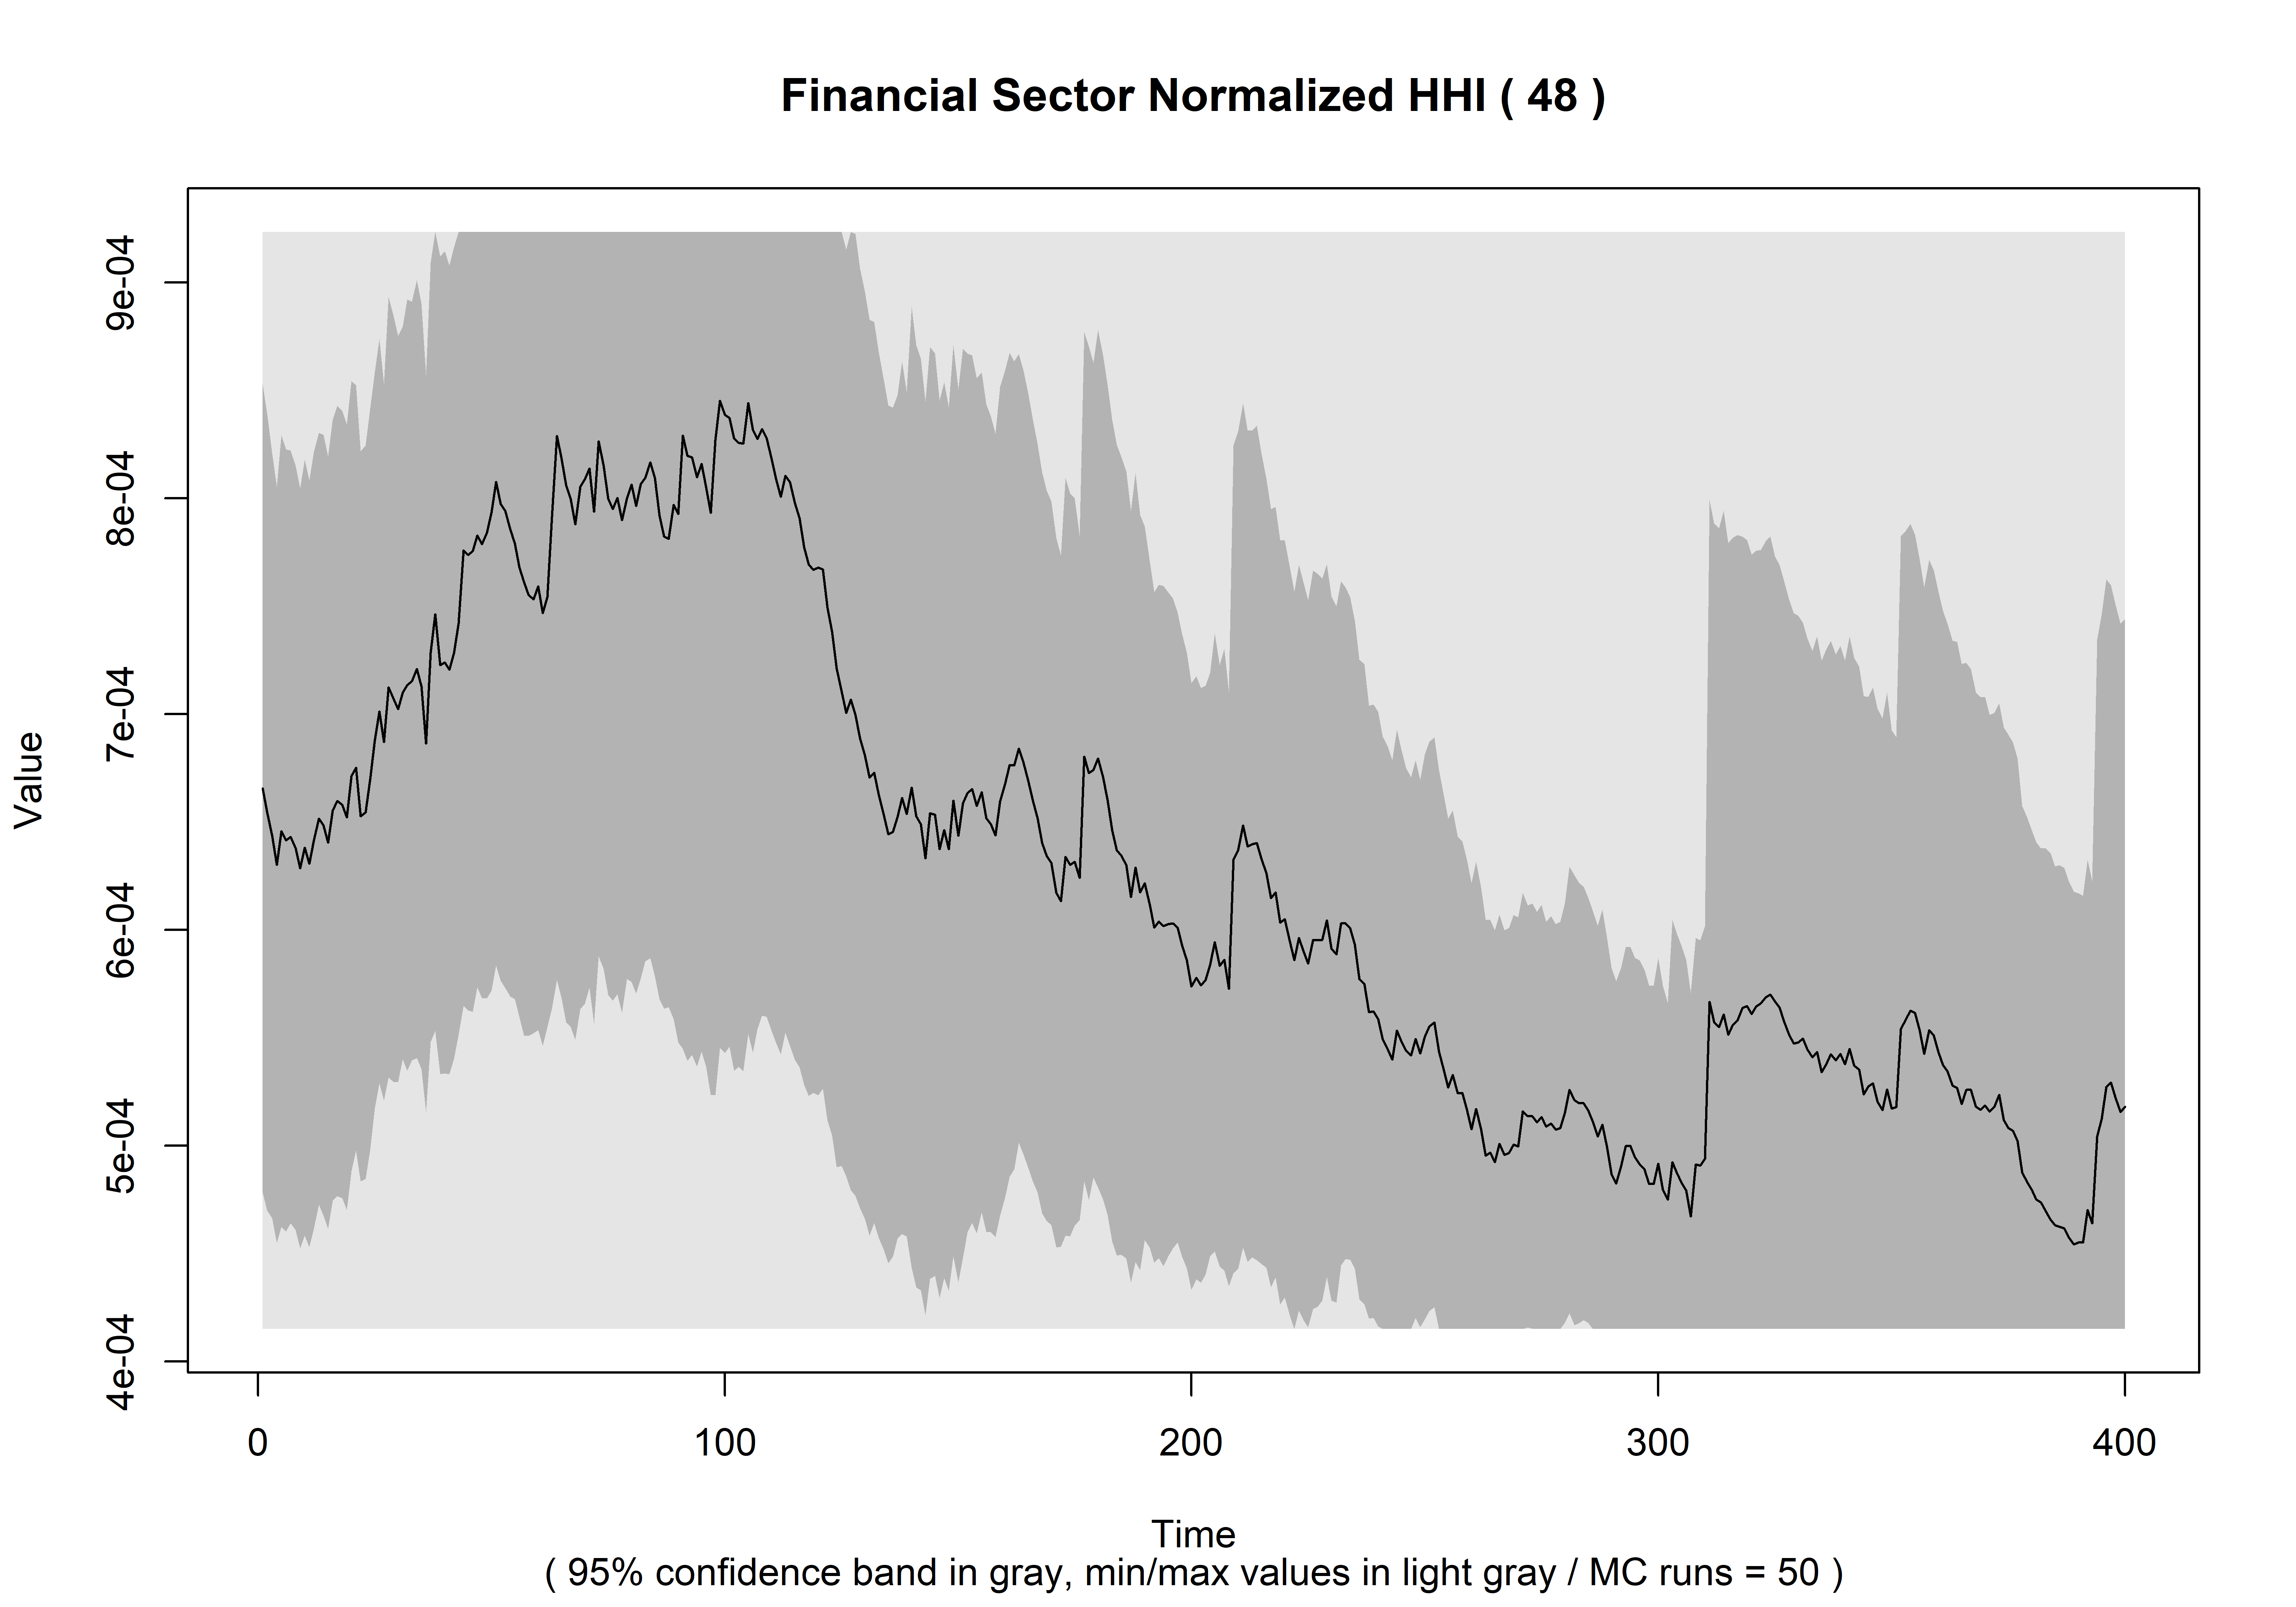 Financial Sector Normalized HHI ( 48 )
Value
9e-04
8e-04
7e-04
6e-04
5e-04
4e-04
0 100 200 300 400
Time
( 95% confidence band in gray, min/max values in light gray / MC runs = 50 )